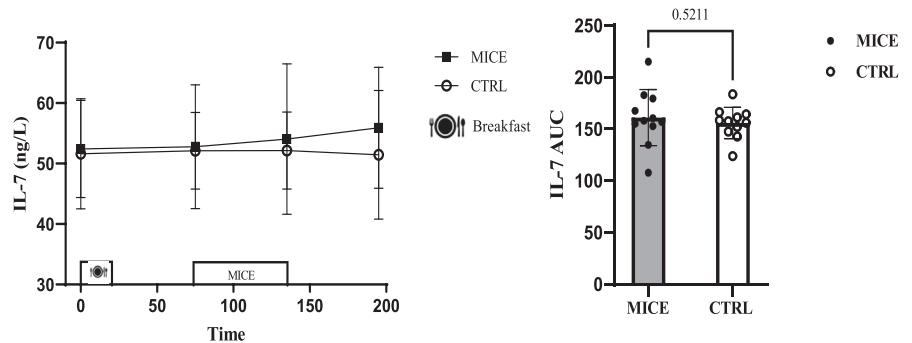 70
60
50
40
30
IL-7 (ng/L)
MICE
0
50
100
150
200
Time
MICE
CTRL
Breakfast
0.5211
250
200
150
100
50
0
IL-7 AUC
MICE
CTRL
MICE
CTRL